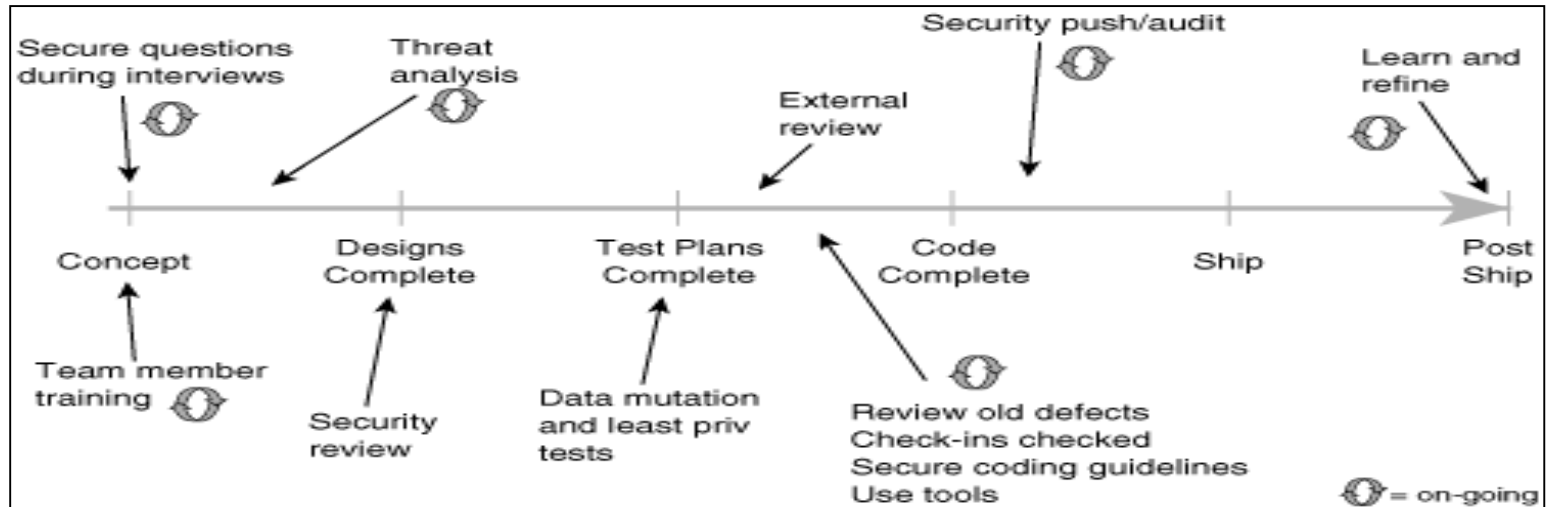 Secure questions
during interviews
Threat
analysis
External
review
Security push/audit
Learn and
refine
Concept
Designs
Complete
Test Plans
Complete
Code
Complete
Ship
Post
Ship
Team member
training
Security
review
Data mutation
and least priv
tests
Review old defects
Check-ins checked
Secure coding guidelines
Use tools
= on-going